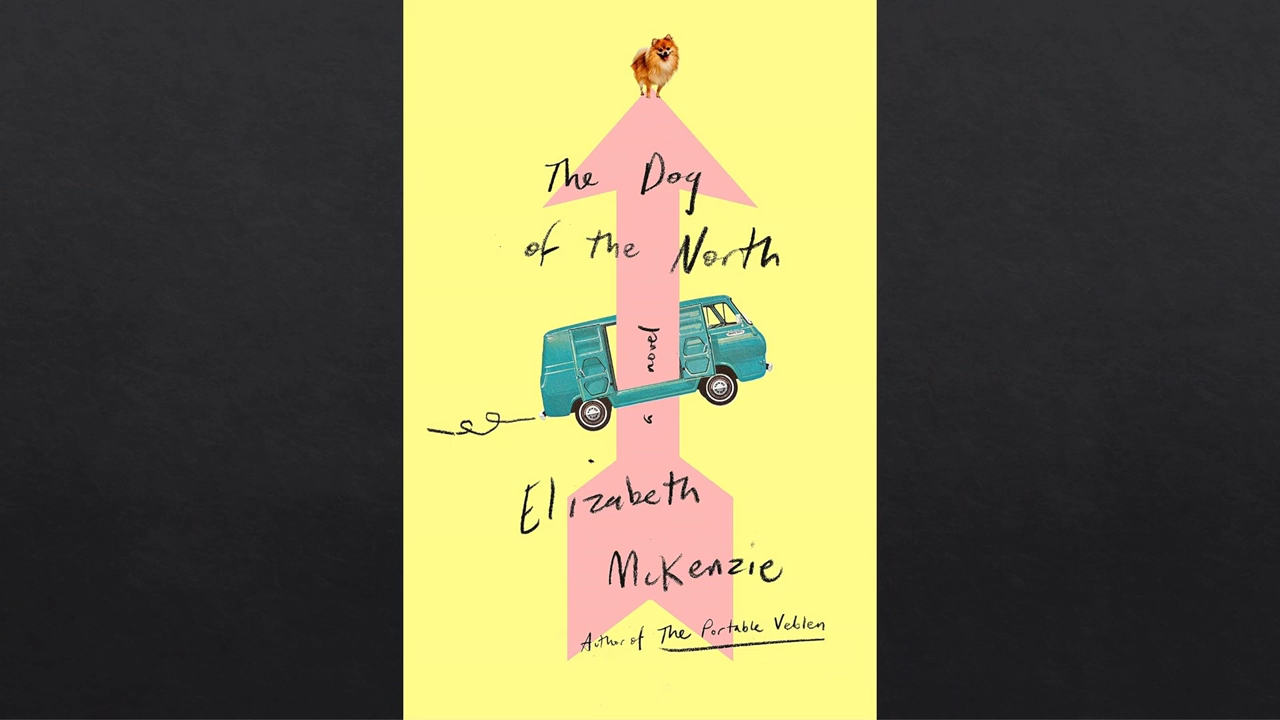 The Dog
of the North
a novel
Elizabeth
McKenzie
Author of The Portable Veblen